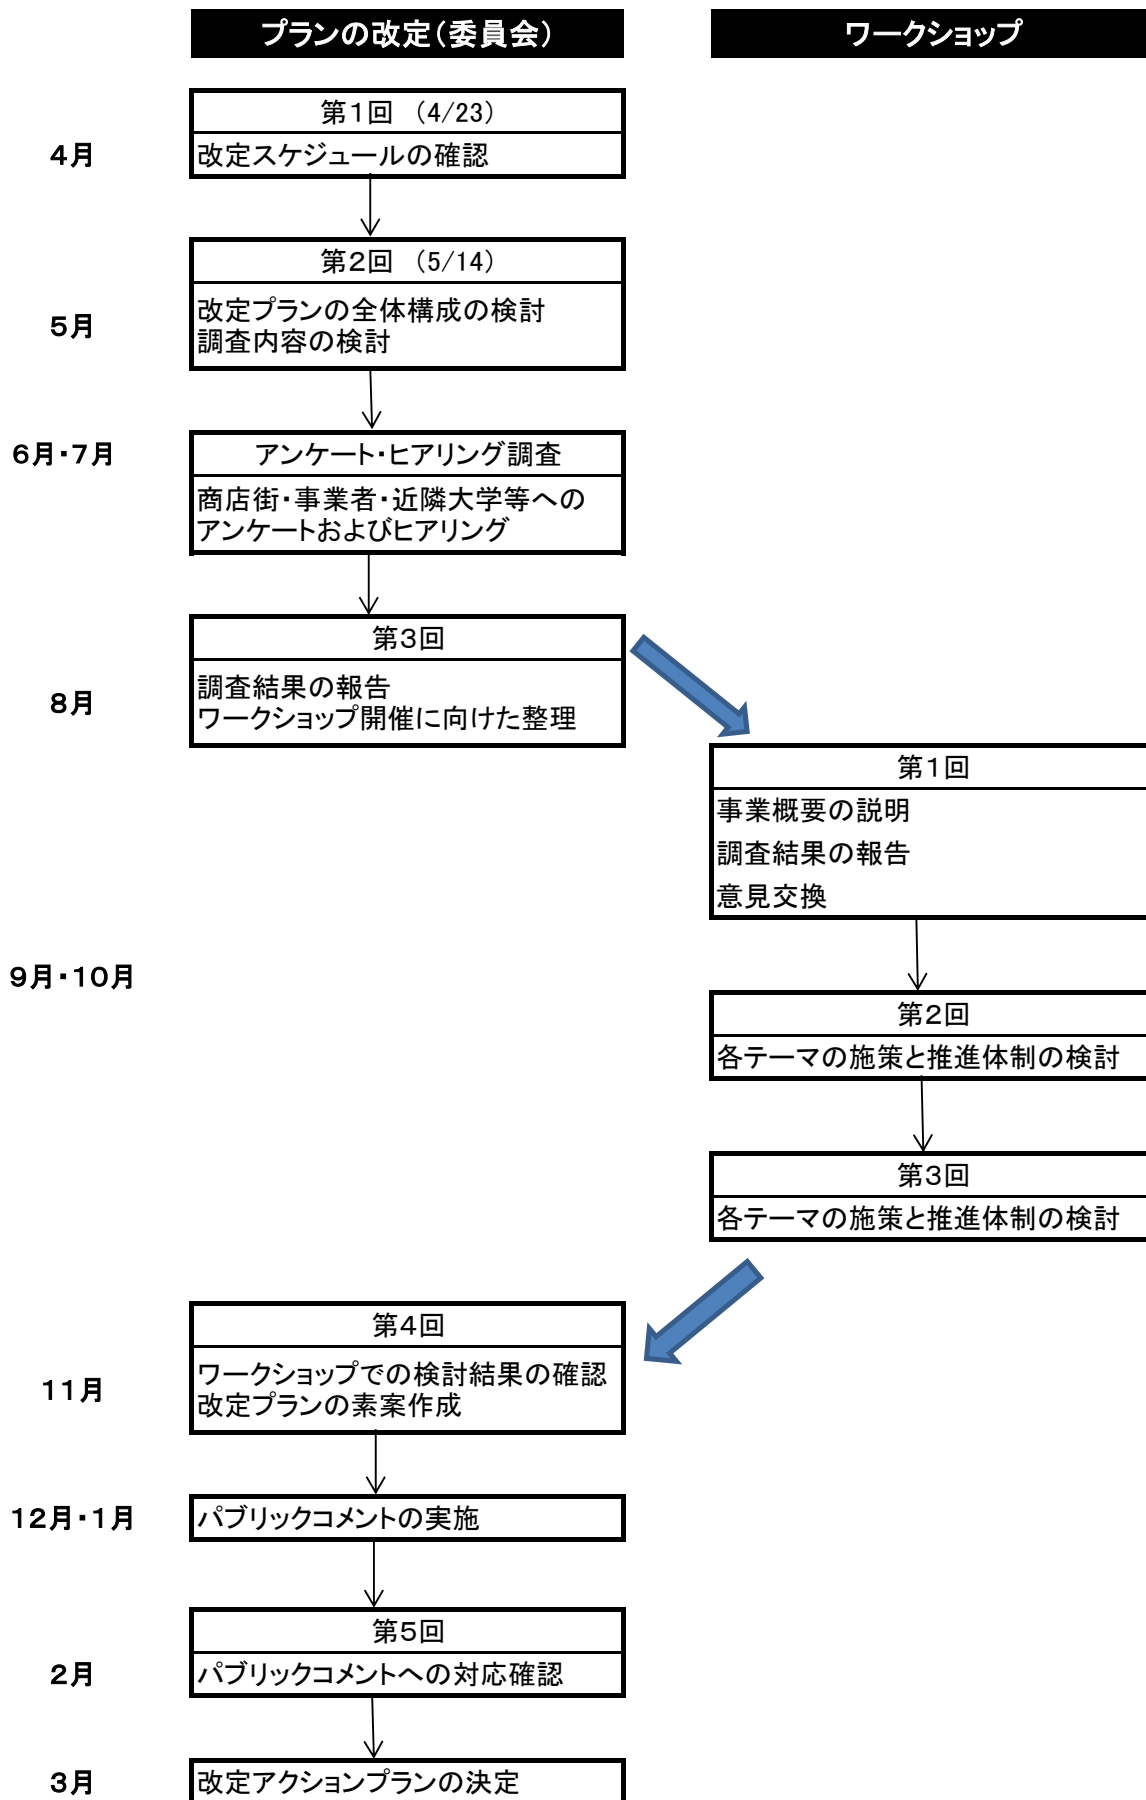 プランの改定(委員会)
ワークショップ
4月
第1回 (4/23)
改定スケジュールの確認
5月
第2回 (5/14)
改定プランの全体構成の検討
調査内容の検討
6月・7月
アンケート・ヒアリング調査
商店街・事業者・近隣大学等への
アンケートおよびヒアリング
8月
第3回
調査結果の報告
ワークショップ開催に向けた整理
9月・10月
第1回
事業概要の説明
調査結果の報告
意見交換
第2回
各テーマの施策と推進体制の検討
第3回
各テーマの施策と推進体制の検討
11月
第4回
ワークショップでの検討結果の確認
改定プランの素案作成
12月・1月
パブリックコメントの実施
2月
第5回
パブリックコメントへの対応確認
3月
改定アクションプランの決定